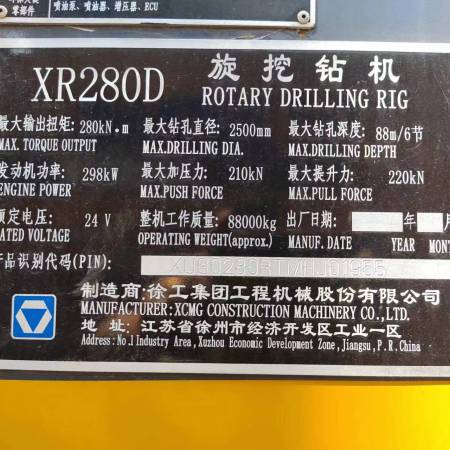 零部件 喷油泵、喷油器、增压器、ECU
XR280D 旋挖钻机
ROTARY DRILLING RIG
最大输出扭矩: 280kN.m 最大钻孔直径: 2500mm 最大钻孔深度: 88m/6节
MAX. TORQUE OUTPUT MAX.DRILLING DIA. MAX.DRILLING DEPTH
发动机功率: 298kW 最大加压力: 210kN 最大提升力: 220kN
ENGINE POWER MAX.PUSH FORCE MAX.PULL FORCE
额定电压: 24 V 整机工作质量: 88000kg 出厂日期: 年 月
RATED VOLTAGE OPERATING WEIGHT(approx.) MANUF. DATE YEAR MONT
产品识别代码(PIN):
制造商:徐工集团工程机械股份有限公司
MANUFACTURER:XCMG CONSTRUCTION MACHINERY CO.,LTD.
地 址: 江苏省徐州市经济开发区工业一区
Address: No.1 Industry Area, Xuzhou Economic Development Zone, Jiangsu, P.R.China